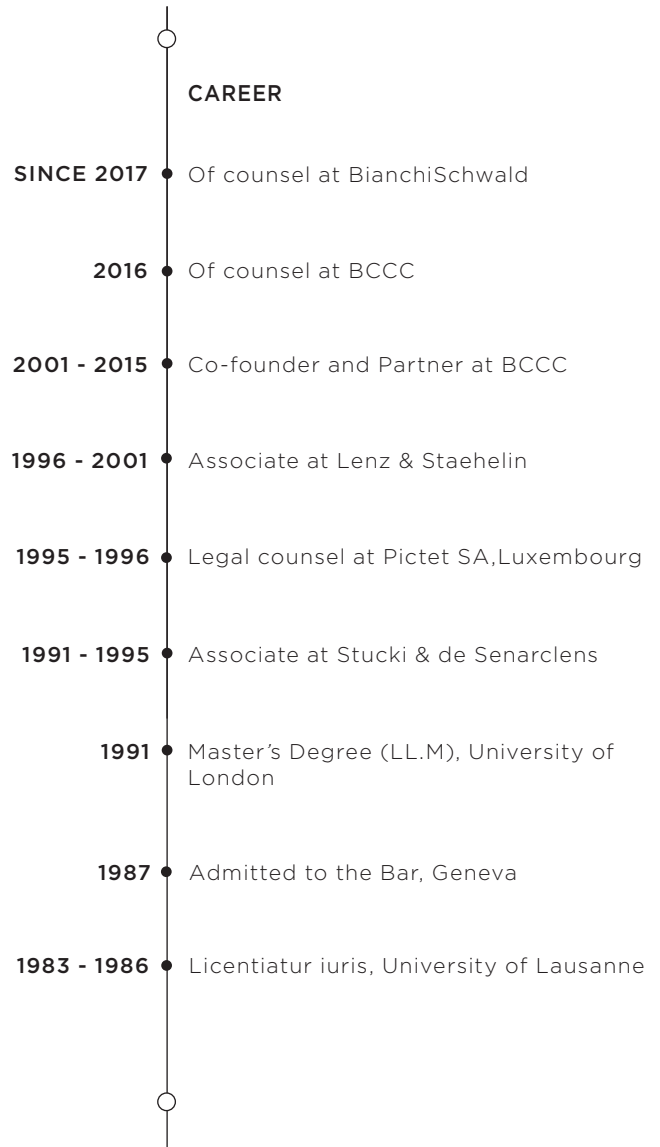 CAREER
SINCE 2017 Of counsel at BianchiSchwald
2016 Of counsel at BCCC
2001 - 2015 Co-founder and Partner at BCCC
1996 - 2001 Associate at Lenz & Staehelin
1995 - 1996 Legal counsel at Pictet SA,Luxembourg
1991 - 1995 Associate at Stucki & de Senarclens
1991 Master’s Degree (LL.M), University of
London
1987 Admitted to the Bar, Geneva
1983 - 1986 Licentiatur iuris, University of Lausanne